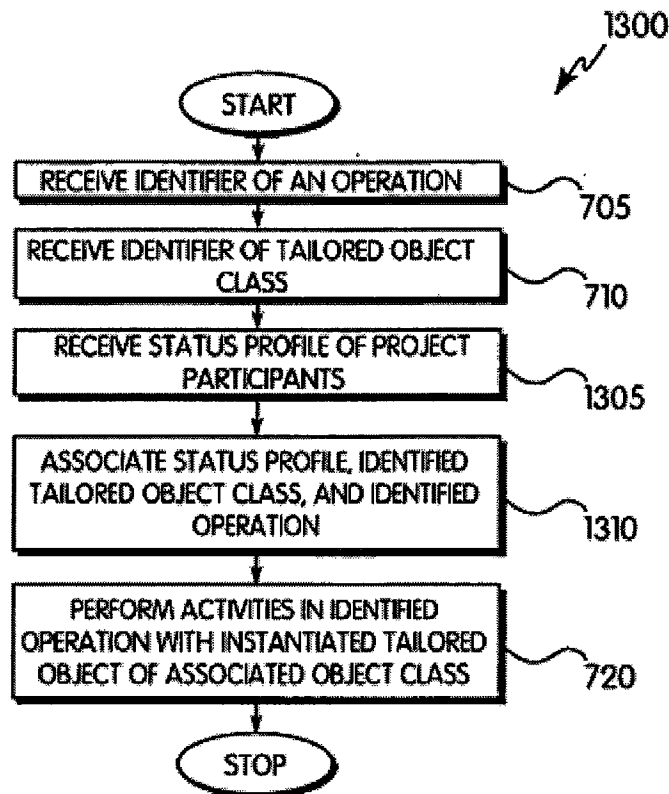 1300
START
RECEIVE IDENTIFIER OF AN OPERATION
705
RECEIVE IDENTIFIER OF TAILORED OBJECT
CLASS
710
RECEIVE STATUS PROFILE OF PROJECT
PARTICIPANTS
1305
ASSOCIATE STATUS PROFILE, IDENTIFIED
TAILORED OBJECT CLASS, AND IDENTIFIED
OPERATION
1310
PERFORM ACTIVITIES IN IDENTIFIED
OPERATION WITH INSTANTIATED TAILORED
OBJECT OF ASSOCIATED OBJECT CLASS
720
STOP